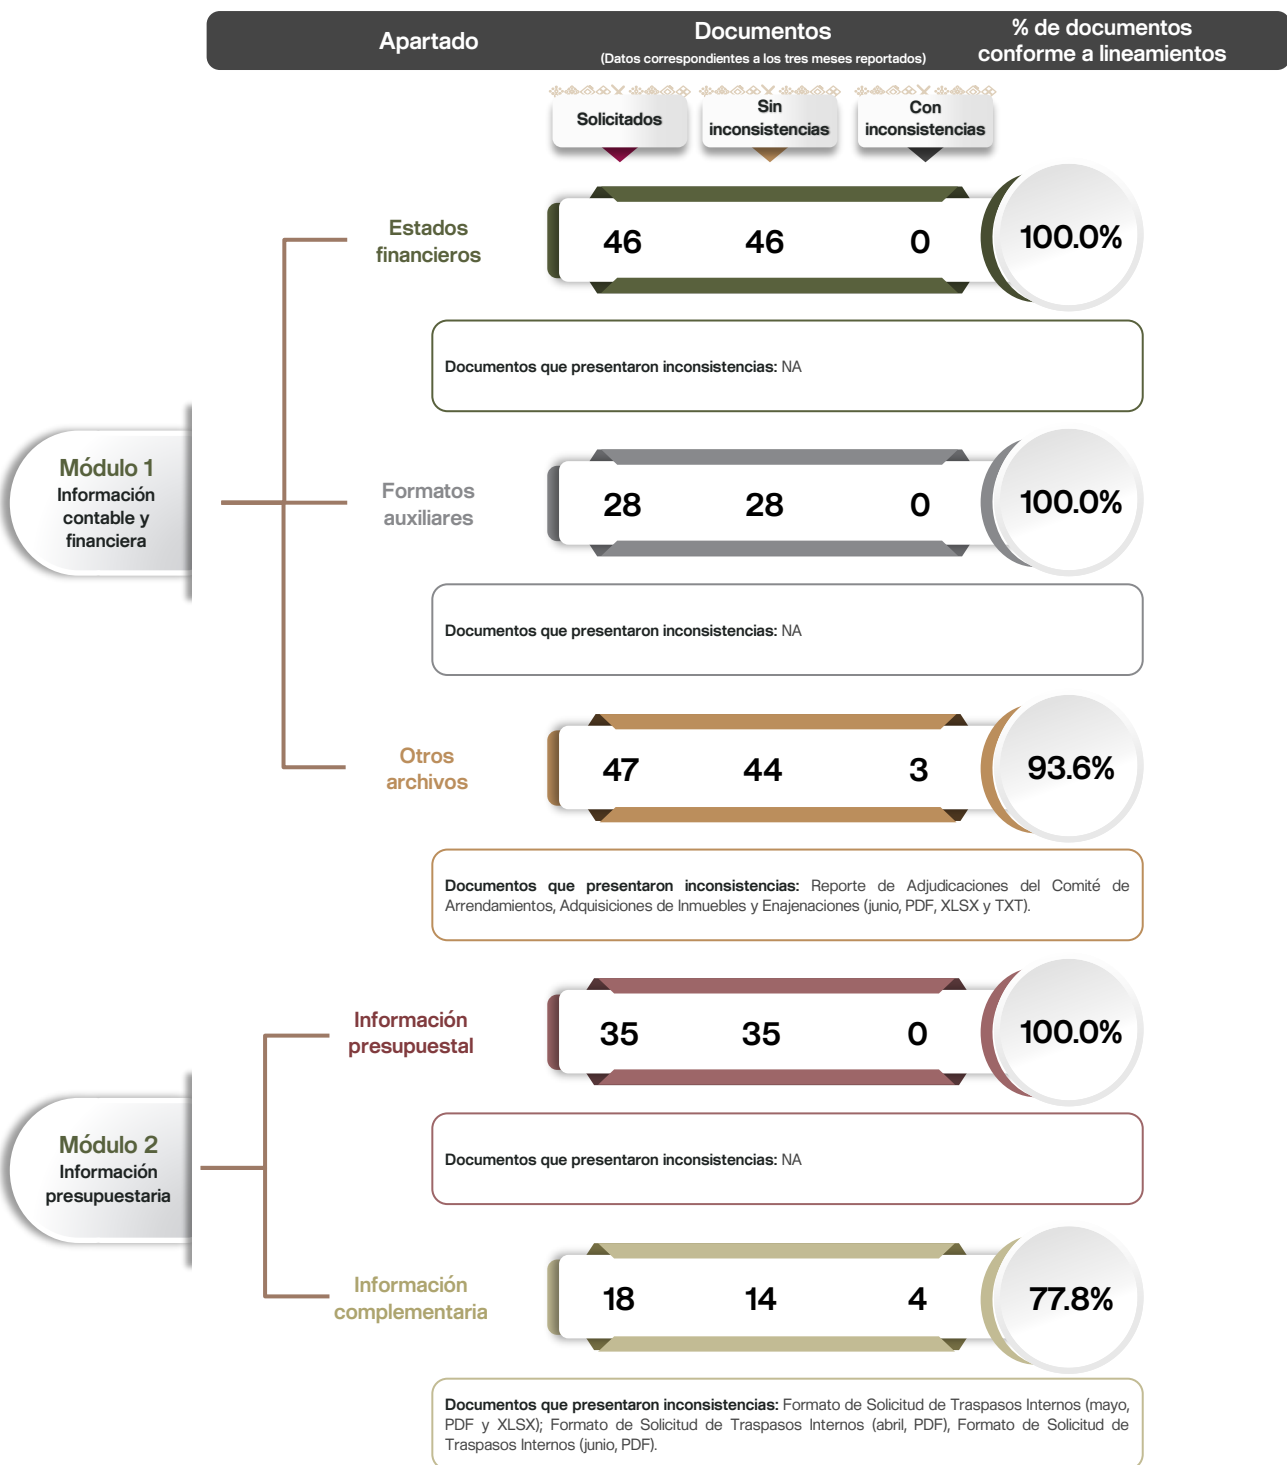 Apartado
Documentos
(Datos correspondientes a los tres meses reportados)
% de documentos
conforme a lineamientos
Solicitados
Sin
inconsistencias
Con
inconsistencias
Módulo 1
Información
contable y
financiera
Estados
financieros
46 46 0 100.0%
Documentos que presentaron inconsistencias: NA
Formatos
auxiliares
28 28 0 100.0%
Documentos que presentaron inconsistencias: NA
Otros
archivos
47 44 3 93.6%
Documentos que presentaron inconsistencias: Reporte de Adjudicaciones del Comité de
Arrendamientos, Adquisiciones de Inmuebles y Enajenaciones (junio, PDF, XLSX y TXT).
Módulo 2
Información
presupuestaria
Información
presupuestal
35 35 0 100.0%
Documentos que presentaron inconsistencias: NA
Información
complementaria
18 14 4 77.8%
Documentos que presentaron inconsistencias: Formato de Solicitud de Traspasos Internos (mayo,
PDF y XLSX); Formato de Solicitud de Traspasos Internos (abril, PDF), Formato de Solicitud de
Traspasos Internos (junio, PDF).